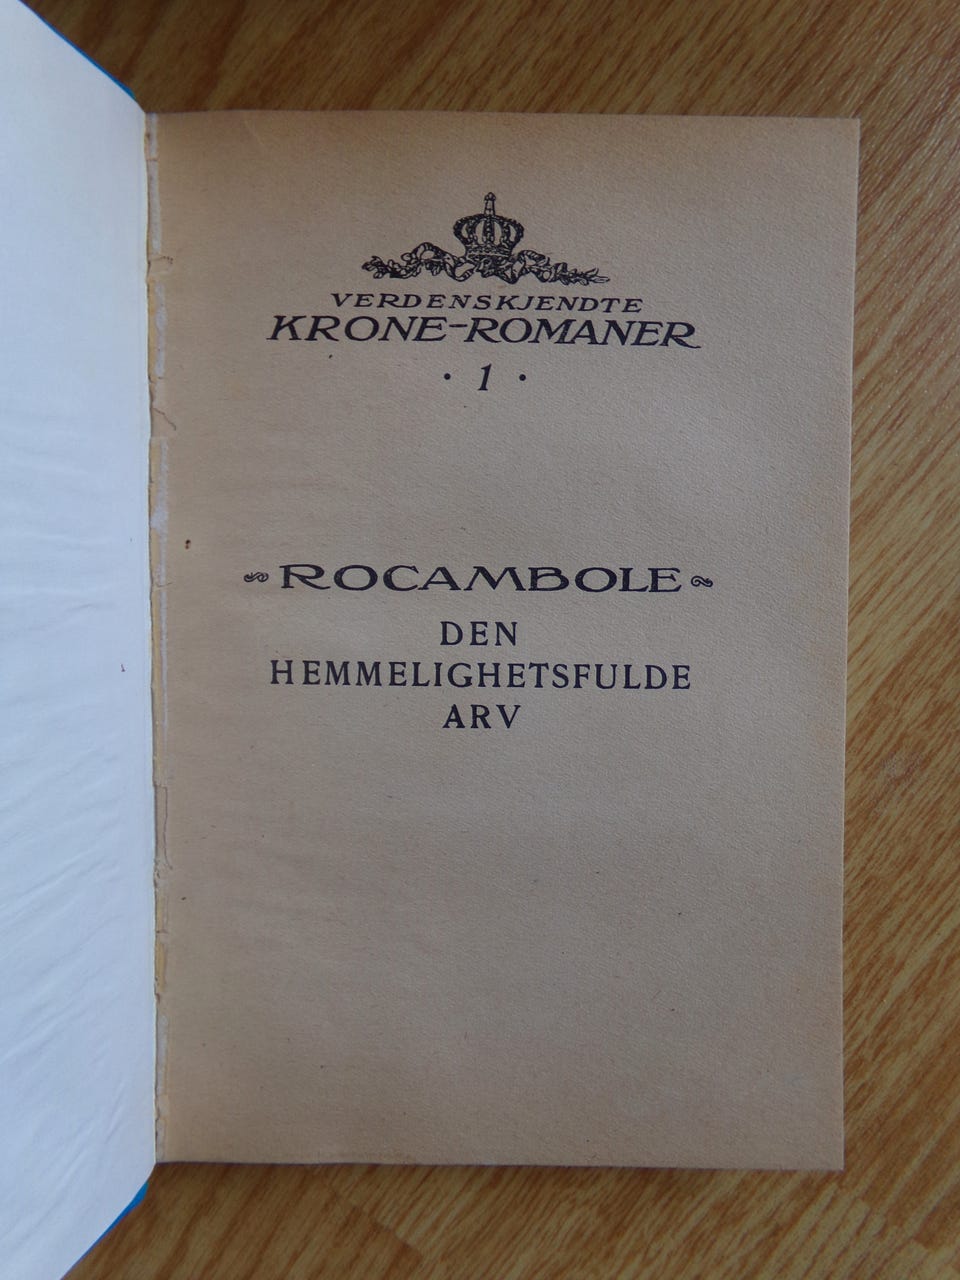 VERDENSKJENDTE
KRONE-ROMANER
· 1 ·
ROCAMBOLE
DEN
HEMMELIGHETSFULDE
ARV